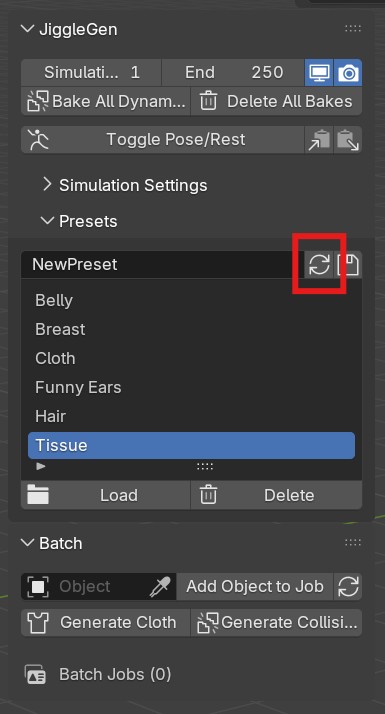 JiggleGen
Simulati... 1 End 250
Bake All Dynam... Delete All Bakes
Toggle Pose/Rest
Simulation Settings
Presets
NewPreset
Belly
Breast
Cloth
Funny Ears
Hair
Tissue
Load Delete
Batch
Object Add Object to Job
Generate Cloth Generate Collisi...
Batch Jobs (0)